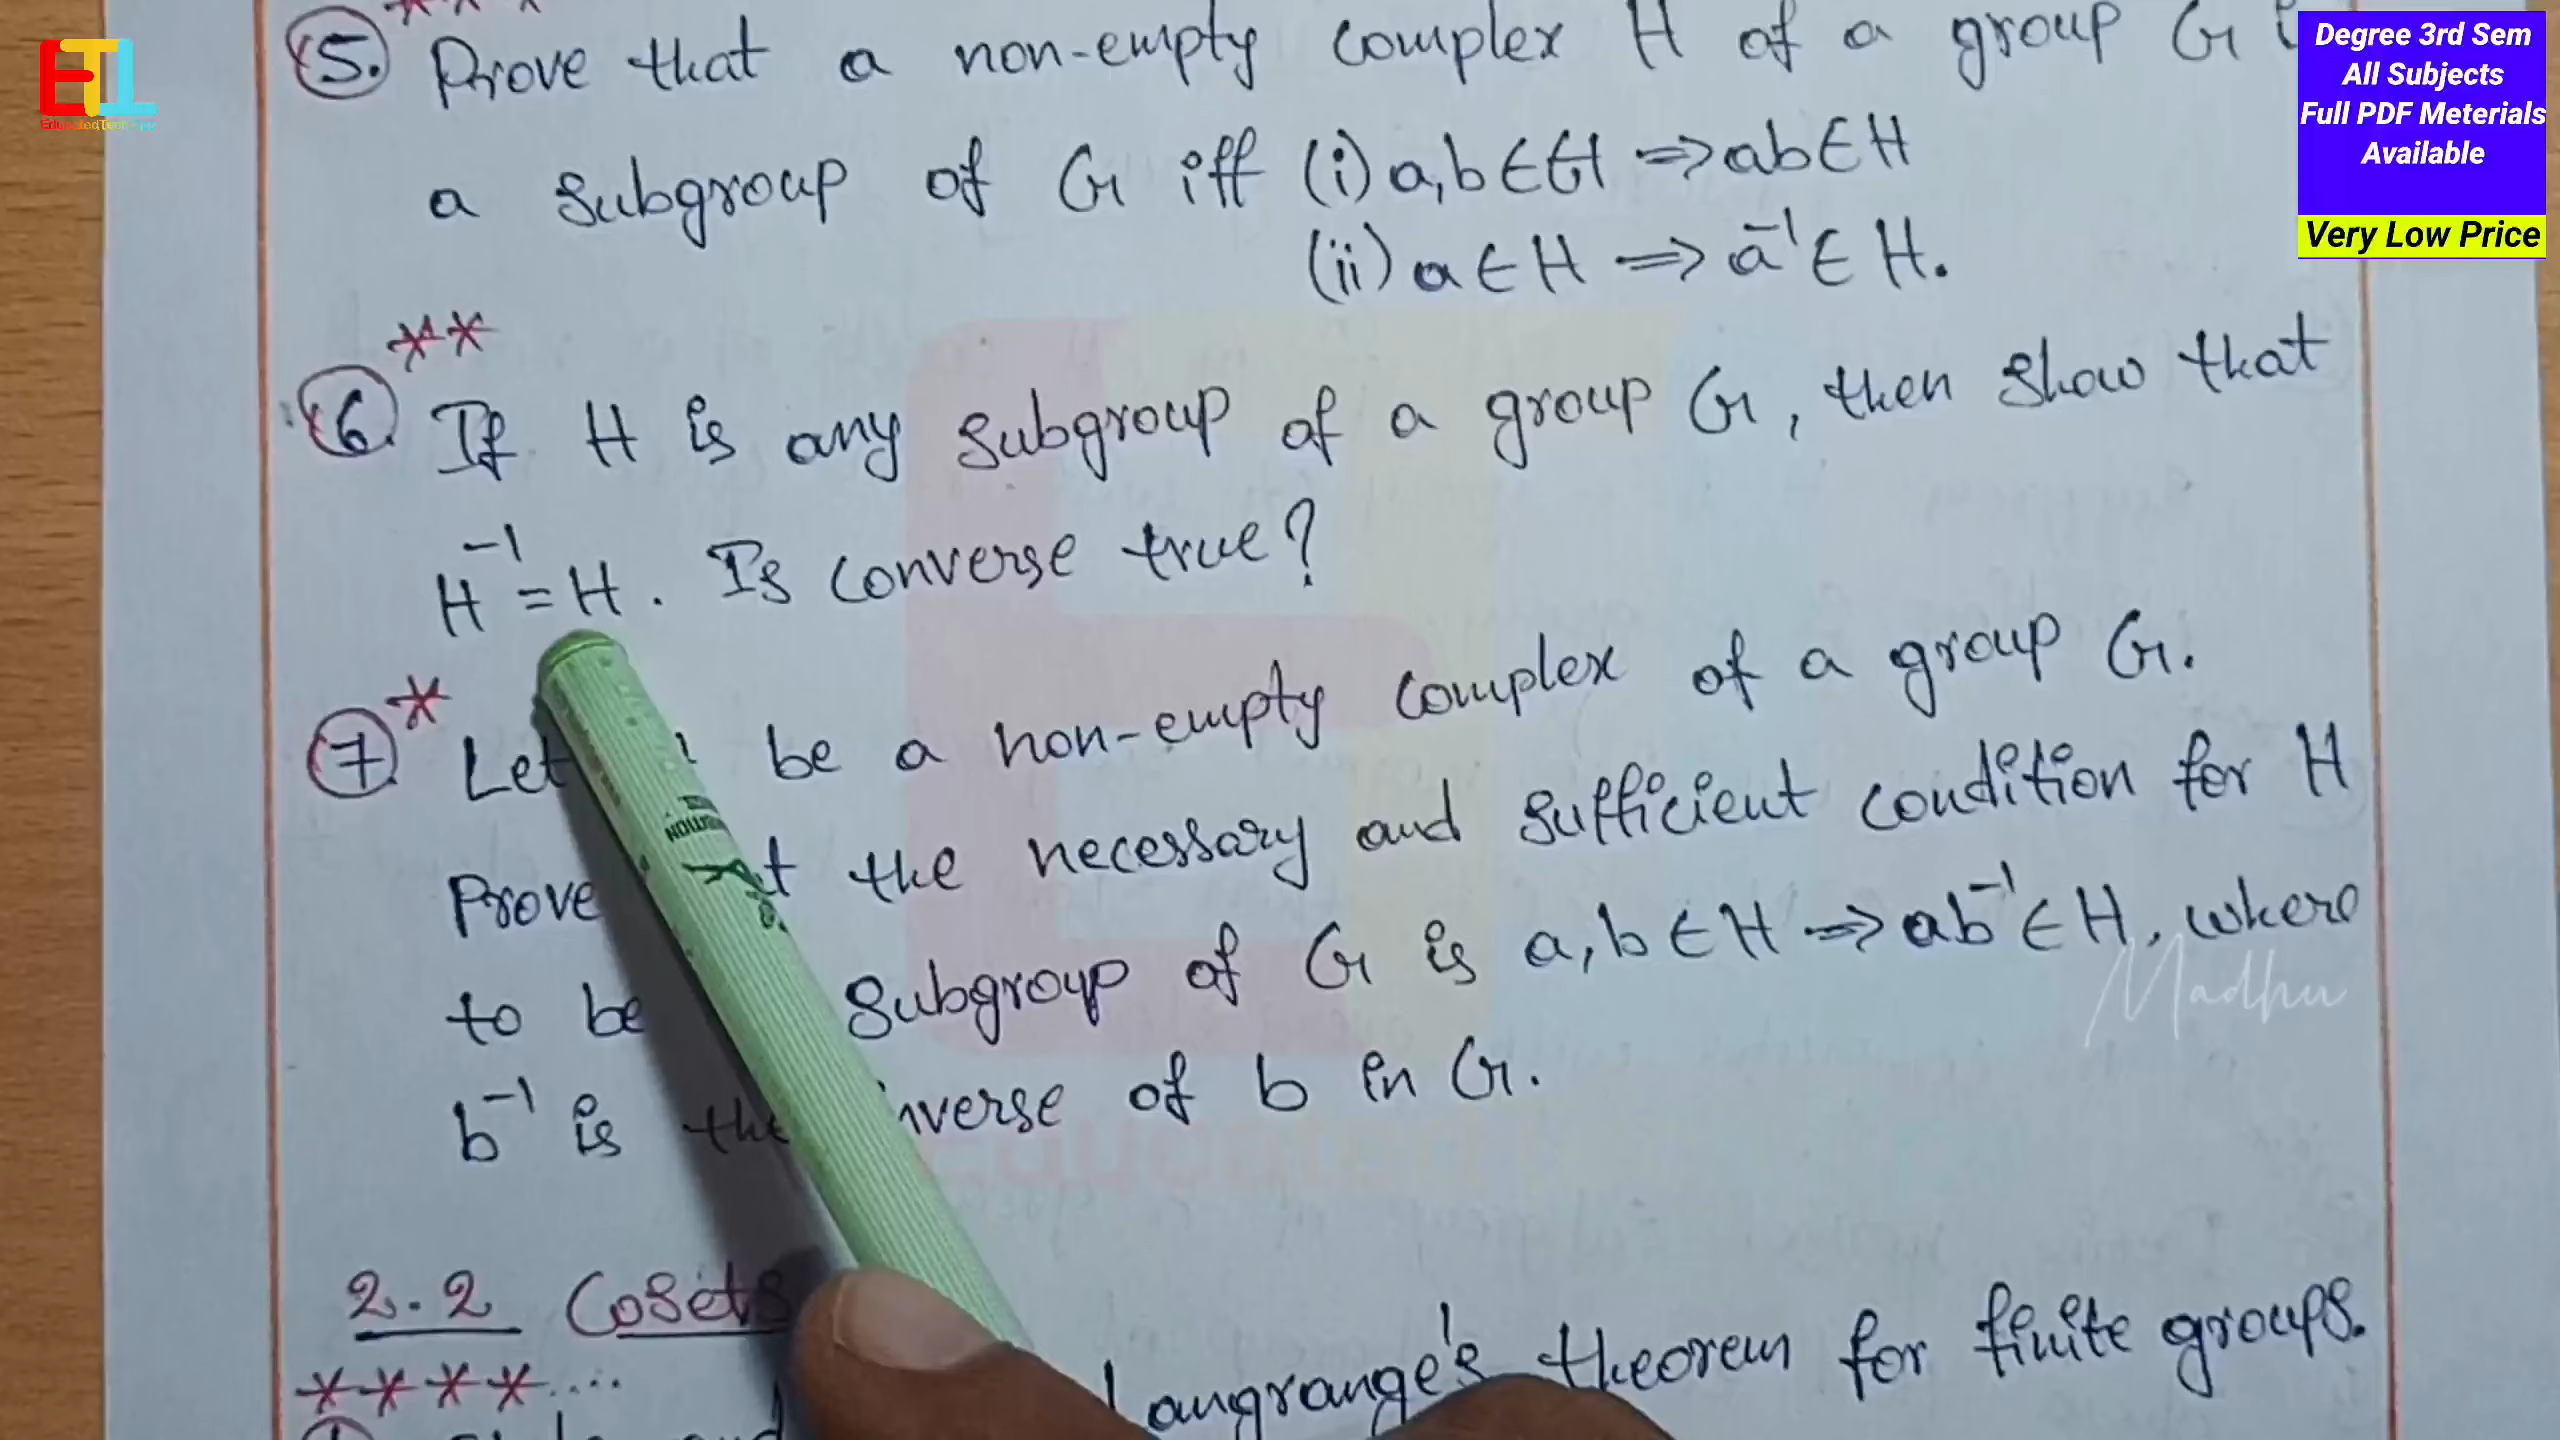 5. Prove that a non-empty complex H of a group G
a subgroup of G iff (i) a,b∈G ⇒ ab∈H
(ii) a∈H ⇒ a⁻¹∈H.
**
6. If H is any subgroup of a group G, then show that
H⁻¹=H. Is converse true?
*
7. Let be a non-empty complex of a group G.
Prove the necessary and sufficient condition for H
to be subgroup of G is a,b∈H ⇒ ab⁻¹∈H, where
b⁻¹ is the inverse of b in G.
2.2 Cosets
****....
Langrange's theorem for finite groups.
ETL
Degree 3rd Sem
All Subjects
Full PDF Meterials
Available
Very Low Price
Madhu